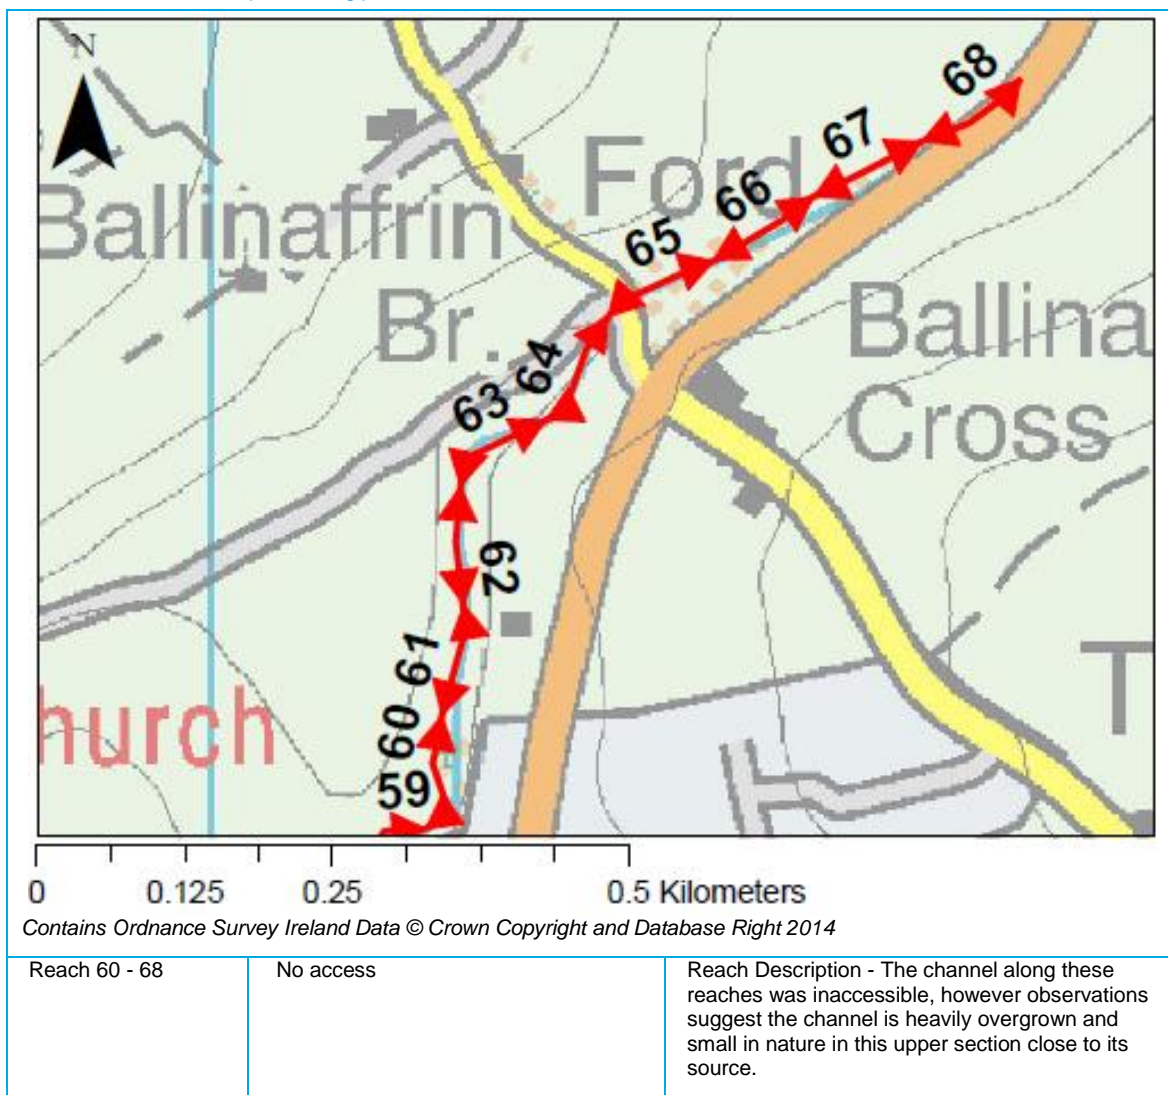 N
68
67
Ford
66
Ballinaffrin
65
Br.
Ballina
64
63
Cross
62
61
T
hurch
60
59
0 0.125 0.25 0.5 Kilometers
Contains Ordnance Survey Ireland Data © Crown Copyright and Database Right 2014
Reach 60 - 68
No access
Reach Description - The channel along these
reaches was inaccessible, however observations
suggest the channel is heavily overgrown and
small in nature in this upper section close to its
source.